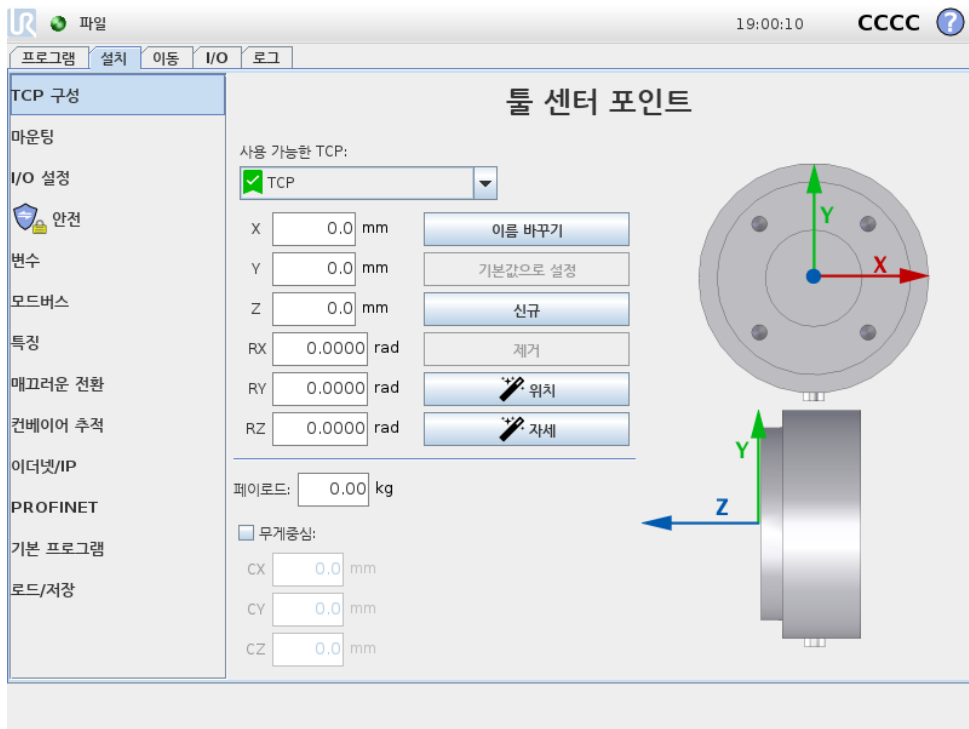 UR 파일 19:00:10 CCCC ?
프로그램 설치 이동 I/O 로그
TCP 구성
마운팅
I/O 설정
안전
변수
모드버스
특징
매끄러운 전환
컨베이어 추적
이더넷/IP
PROFINET
기본 프로그램
로드/저장
툴 센터 포인트
사용 가능한 TCP:
TCP
X 0.0 mm 이름 바꾸기
Y 0.0 mm 기본값으로 설정
Z 0.0 mm 신규
RX 0.0000 rad 제거
RY 0.0000 rad 위치
RZ 0.0000 rad 자세
페이로드: 0.00 kg
무게중심:
CX 0.0 mm
CY 0.0 mm
CZ 0.0 mm
Y
X
Y
Z